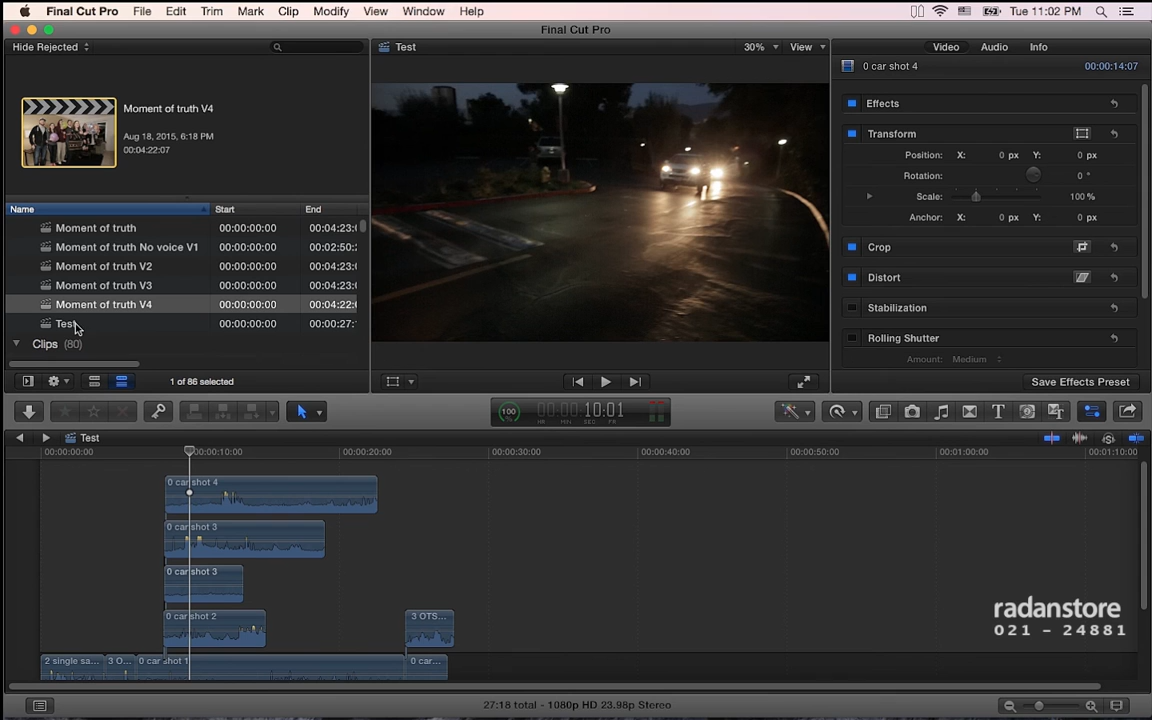 Final Cut Pro File Edit Trim Mark Clip Modify View Window Help Tue 11:02 PM
Final Cut Pro
Hide Rejected
Test 30% View
Video Audio Info
0 car shot 4 00:00:14:07
Moment of truth V4
Aug 18, 2015, 6:18 PM
00:04:22:07
Effects
Transform
Position: X: 0 px Y: 0 px
Rotation: 0 °
Scale: 100 %
Anchor: X: 0 px Y: 0 px
Crop
Distort
Stabilization
Rolling Shutter
Amount: Medium
Save Effects Preset
Name Start End
Moment of truth 00:00:00:00 00:04:23:
Moment of truth No voice V1 00:00:00:00 00:02:50:
Moment of truth V2 00:00:00:00 00:04:23:
Moment of truth V3 00:00:00:00 00:04:23:
Moment of truth V4 00:00:00:00 00:04:22:
Test 00:00:00:00 00:00:27:
Clips (80)
1 of 86 selected
100 00:00:10:01
HR MIN SEC FR
Test
00:00:00:00 00:00:10:00 00:00:20:00 00:00:30:00 00:00:40:00 00:00:50:00 00:01:00:00 00:01:10:00
0 car shot 4
0 car shot 3
0 car shot 3
0 car shot 2 3 OTS...
2 single sa... 3 O... 0 car shot 1 0 car...
radanstore
021 - 24881
27:18 total - 1080p HD 23.98p Stereo